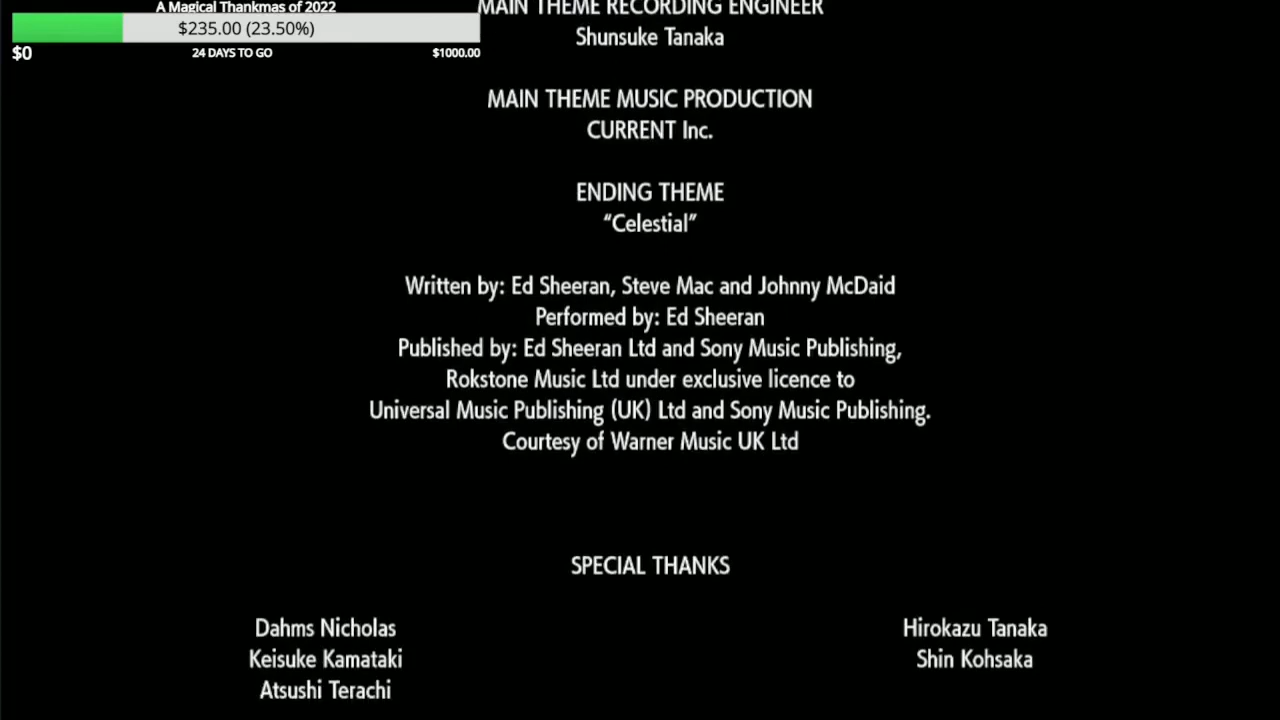 A Magical Thankmas of 2022
$235.00 (23.50%)
$0
24 DAYS TO GO
$1000.00
MAIN THEME RECORDING ENGINEER
Shunsuke Tanaka
MAIN THEME MUSIC PRODUCTION
CURRENT Inc.
ENDING THEME
“Celestial”
Written by: Ed Sheeran, Steve Mac and Johnny McDaid
Performed by: Ed Sheeran
Published by: Ed Sheeran Ltd and Sony Music Publishing,
Rokstone Music Ltd under exclusive licence to
Universal Music Publishing (UK) Ltd and Sony Music Publishing.
Courtesy of Warner Music UK Ltd
SPECIAL THANKS
Dahms Nicholas
Keisuke Kamataki
Atsushi Terachi
Hirokazu Tanaka
Shin Kohsaka